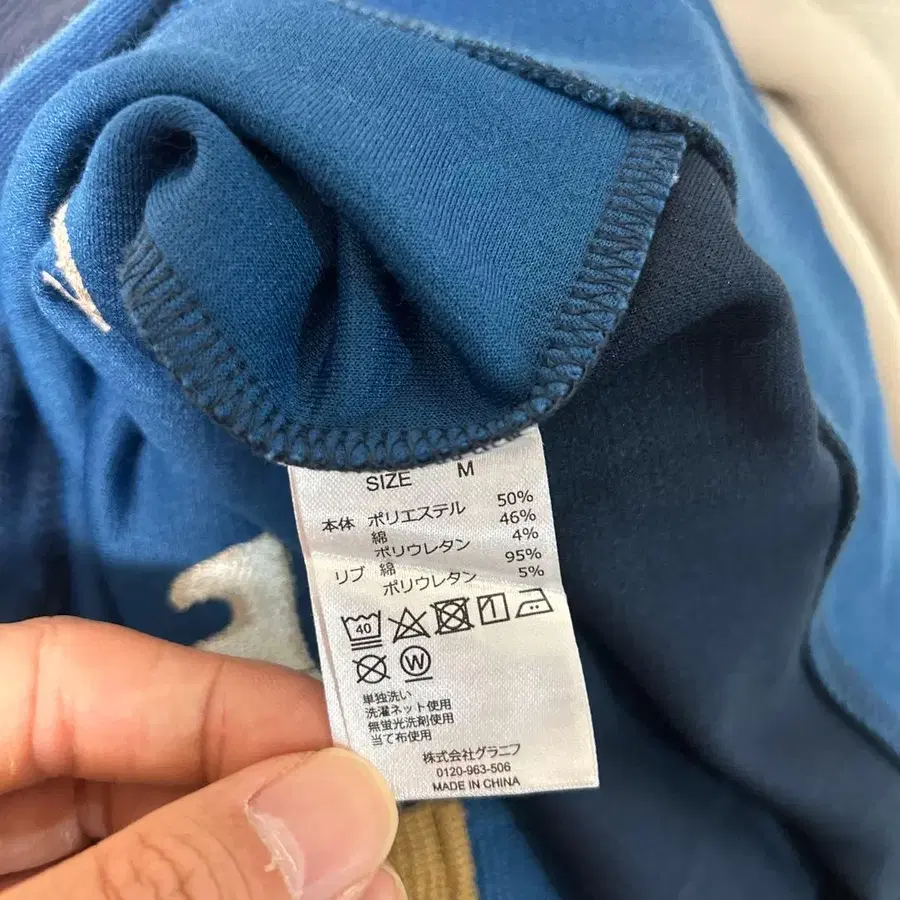 SIZE M
本体 ポリエステル 50%
綿 46%
ポリウレタン 4%
リブ 綿 95%
ポリウレタン 5%
40
W
単独洗い
洗濯ネット使用
無蛍光洗剤使用
当て布使用
株式会社グラニフ
0120-963-506
MADE IN CHINA